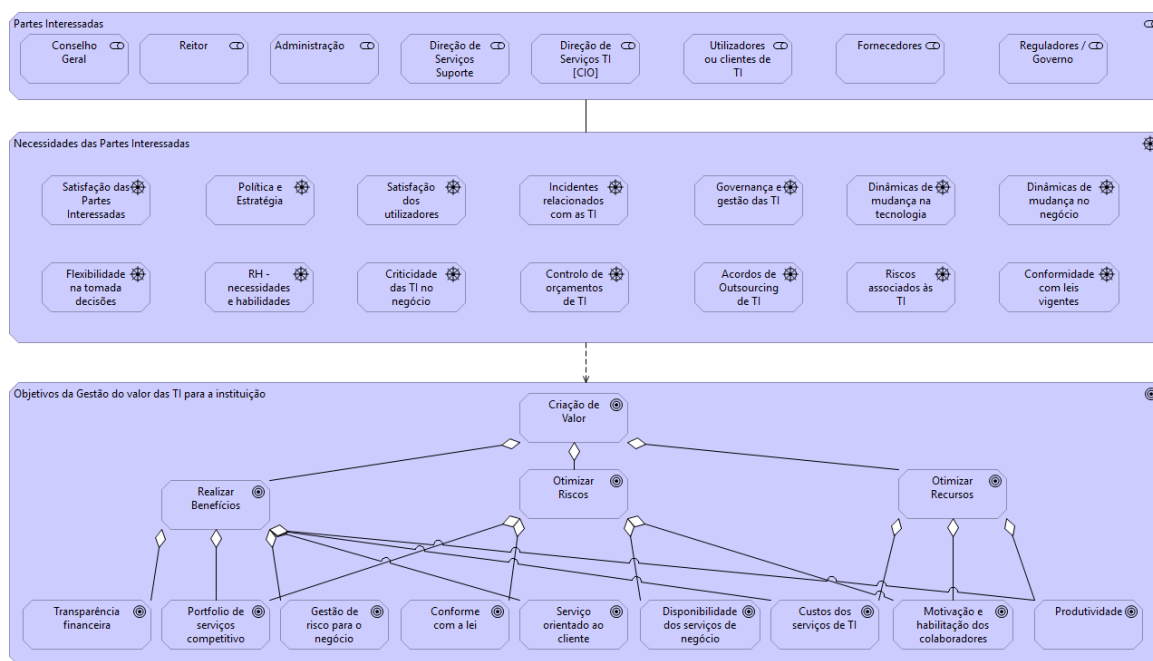 Partes Interessadas
Conselho
Geral
Reitor
Administração
Direção de
Serviços
Suporte
Direção de
Serviços TI
[CIO]
Utilizadores
ou clientes de
TI
Fornecedores
Reguladores /
Governo
Necessidades das Partes Interessadas
Satisfação das
Partes
Interessadas
Política e
Estratégia
Satisfação
dos
utilizadores
Incidentes
relacionados
com as TI
Governança e
gestão das TI
Dinâmicas de
mudança na
tecnologia
Dinâmicas de
mudança no
negócio
Flexibilidade
na tomada
decisões
RH -
necessidades
e habilidades
Criticidade
das TI no
negócio
Controlo de
orçamentos
de TI
Acordos de
Outsourcing
de TI
Riscos
associados às
TI
Conformidade
com leis
vigentes
Objetivos da Gestão do valor das TI para a instituição
Criação de
Valor
Realizar
Benefícios
Otimizar
Riscos
Otimizar
Recursos
Transparência
financeira
Portfolio de
serviços
competitivo
Gestão de
risco para o
negócio
Conforme
com a lei
Serviço
orientado ao
cliente
Disponibilidade
dos serviços de
negócio
Custos dos
serviços de TI
Motivação e
habilitação dos
colaboradores
Produtividade